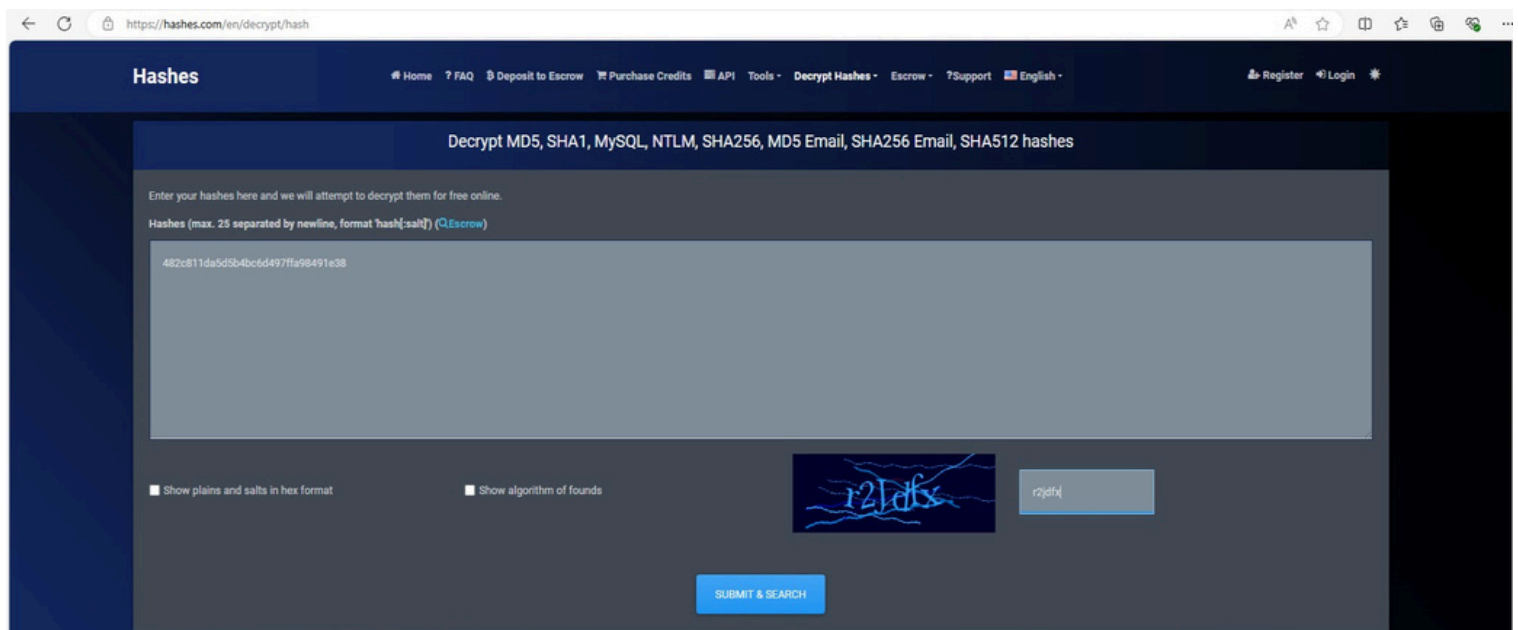 https://hashes.com/en/decrypt/hash
Hashes
Home ? FAQ Deposit to Escrow Purchase Credits API Tools Decrypt Hashes Escrow ?Support English
Register Login
Decrypt MD5, SHA1, MySQL, NTLM, SHA256, MD5 Email, SHA256 Email, SHA512 hashes
Enter your hashes here and we will attempt to decrypt them for free online.
Hashes (max. 25 separated by newline, format 'hash[:salt]') (Escrow)
482c811da5d5b4bc6d497ffa98491e38
Show plains and salts in hex format
Show algorithm of founds
r2Jdfx
r2jdfx
SUBMIT & SEARCH